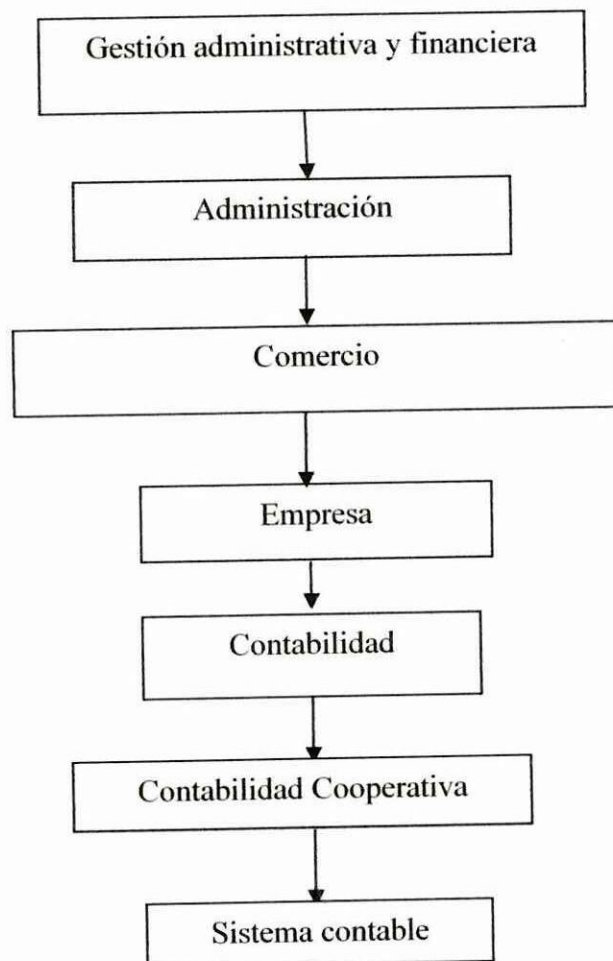 Gestión administrativa y financiera
Administración
Comercio
Empresa
Contabilidad
Contabilidad Cooperativa
Sistema contable